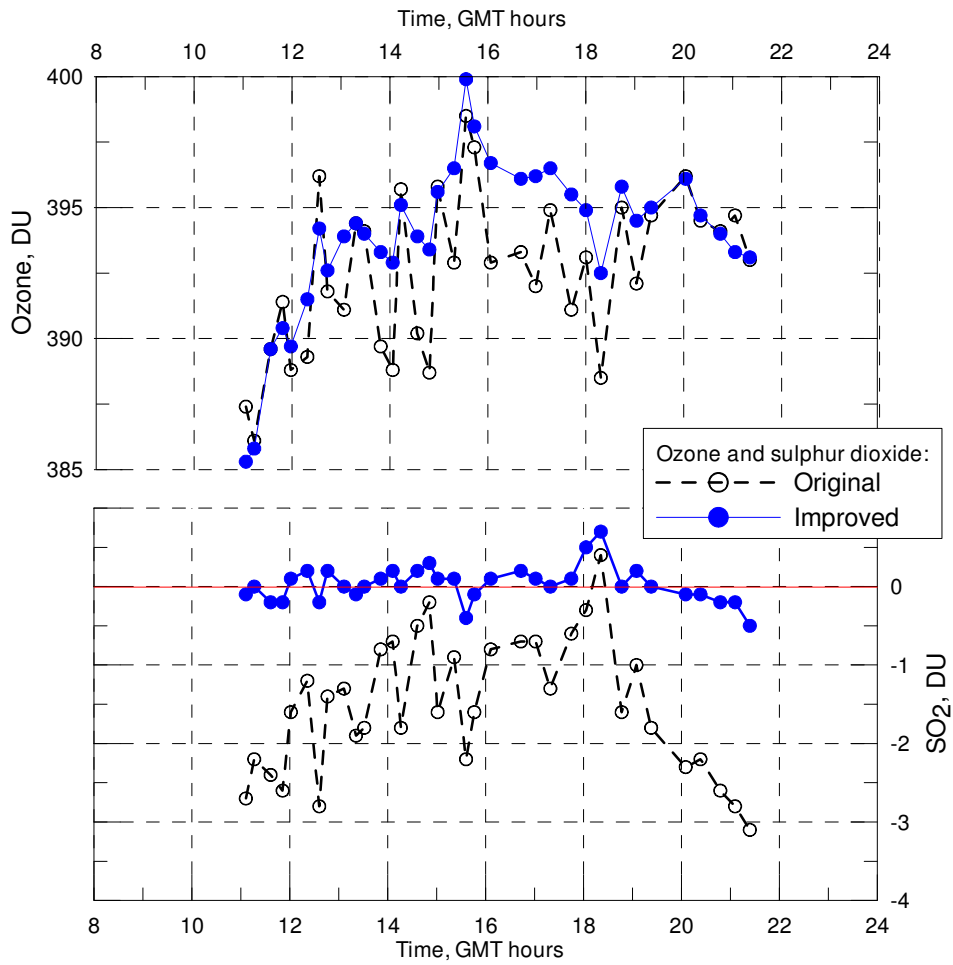 Time, GMT hours
8 10 12 14 16 18 20 22 24
400
395
390
385
Ozone, DU
Ozone and sulphur dioxide:
Original
Improved
0
-1
-2
-3
-4
SO2, DU
8 10 12 14 16 18 20 22 24
Time, GMT hours